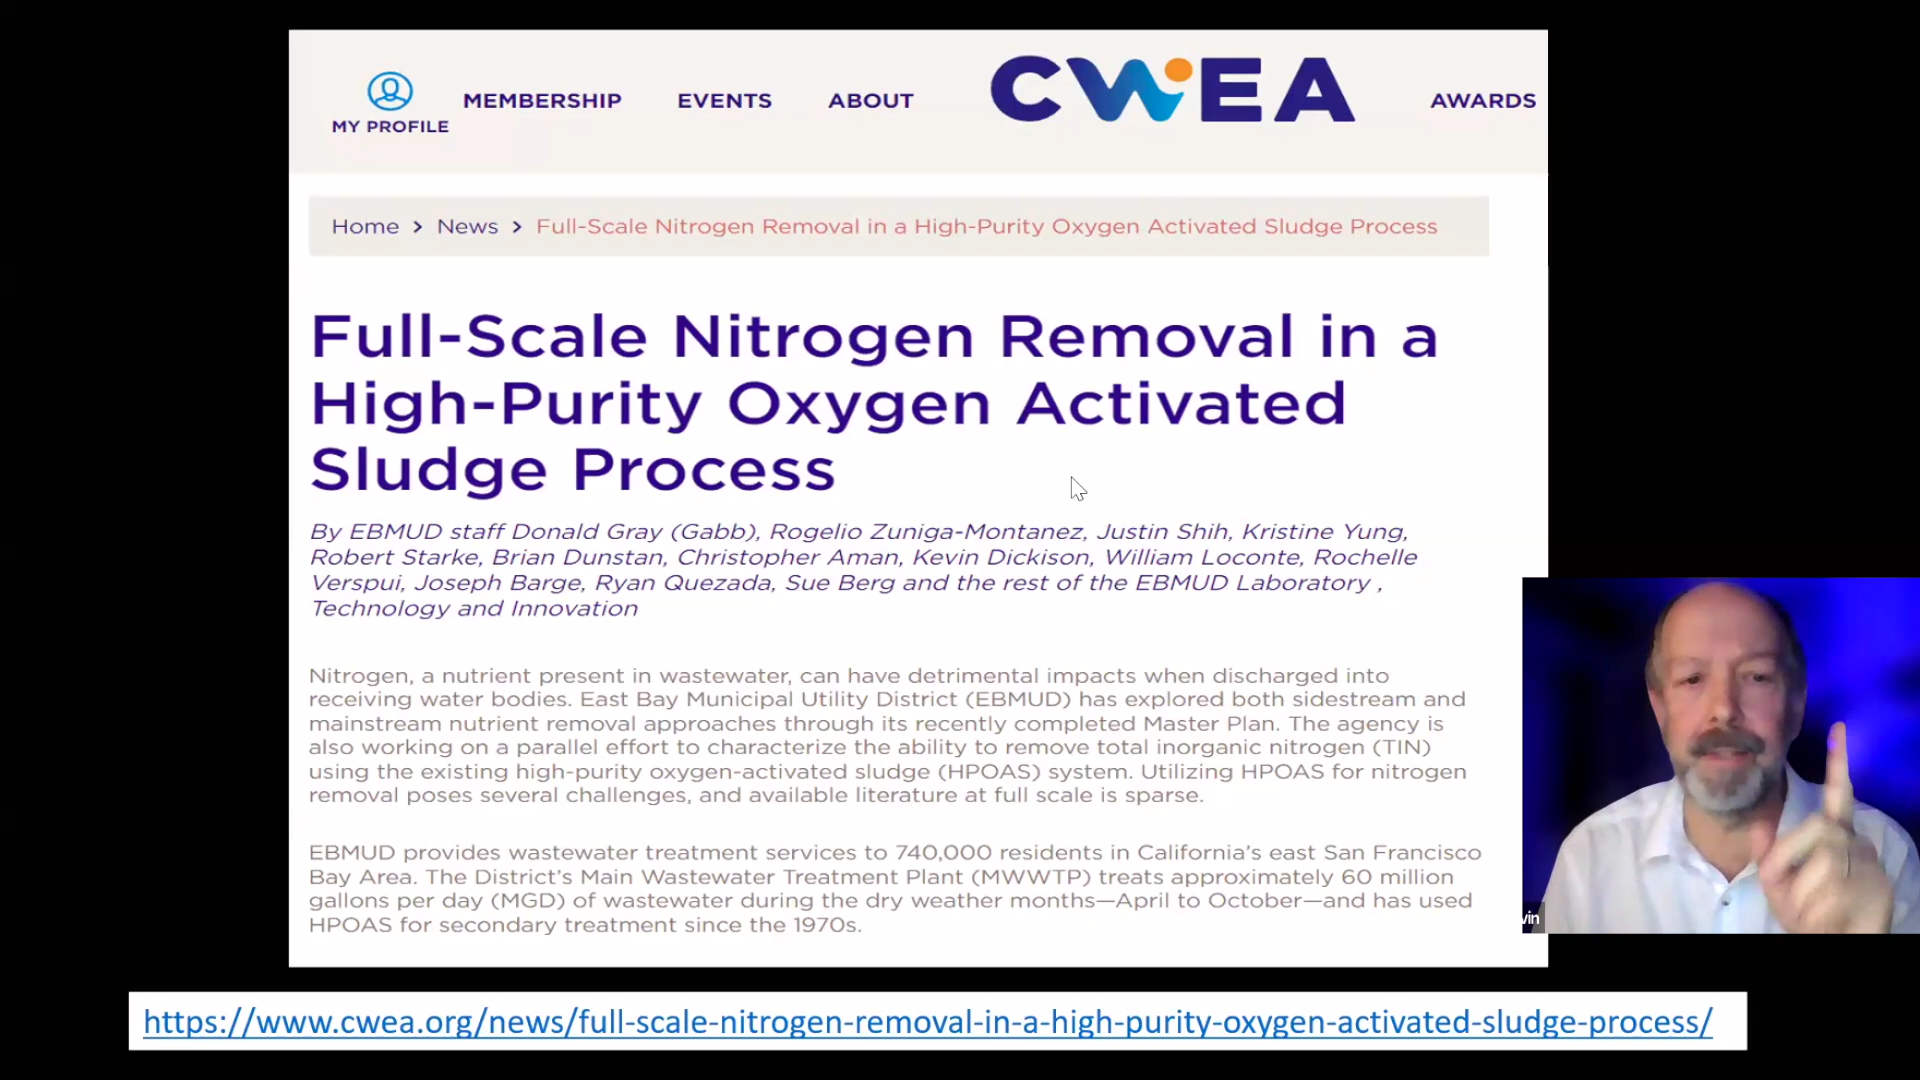 MY PROFILE
MEMBERSHIP
EVENTS
ABOUT
CWEA
AWARDS
Home > News > Full-Scale Nitrogen Removal in a High-Purity Oxygen Activated Sludge Process
Full-Scale Nitrogen Removal in a
High-Purity Oxygen Activated
Sludge Process
By EBMUD staff Donald Gray (Gabb), Rogelio Zuniga-Montanez, Justin Shih, Kristine Yung,
Robert Starke, Brian Dunstan, Christopher Aman, Kevin Dickison, William Loconte, Rochelle
Verspui, Joseph Barge, Ryan Quezada, Sue Berg and the rest of the EBMUD Laboratory ,
Technology and Innovation
Nitrogen, a nutrient present in wastewater, can have detrimental impacts when discharged into
receiving water bodies. East Bay Municipal Utility District (EBMUD) has explored both sidestream and
mainstream nutrient removal approaches through its recently completed Master Plan. The agency is
also working on a parallel effort to characterize the ability to remove total inorganic nitrogen (TIN)
using the existing high-purity oxygen-activated sludge (HPOAS) system. Utilizing HPOAS for nitrogen
removal poses several challenges, and available literature at full scale is sparse.
EBMUD provides wastewater treatment services to 740,000 residents in California's east San Francisco
Bay Area. The District's Main Wastewater Treatment Plant (MWWTP) treats approximately 60 million
gallons per day (MGD) of wastewater during the dry weather months—April to October—and has used
HPOAS for secondary treatment since the 1970s.
vin
https://www.cwea.org/news/full-scale-nitrogen-removal-in-a-high-purity-oxygen-activated-sludge-process/